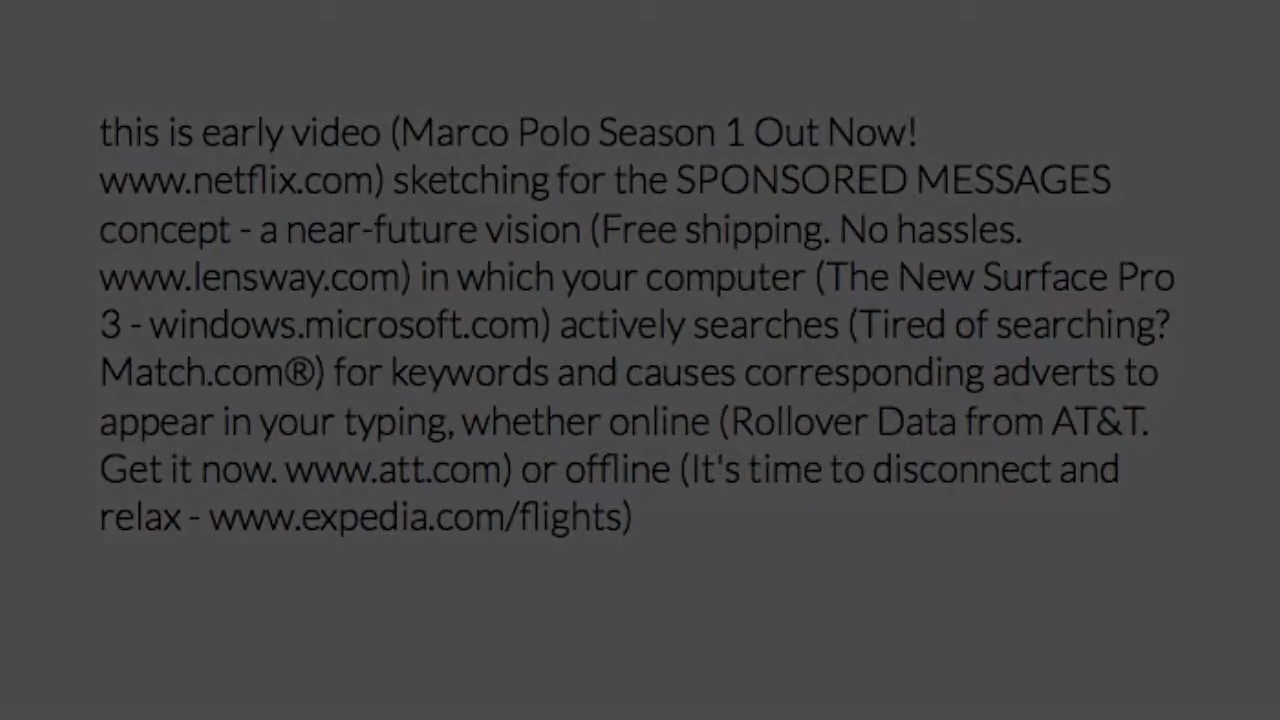 this is early video (Marco Polo Season 1 Out Now!
www.netflix.com) sketching for the SPONSORED MESSAGES
concept - a near-future vision (Free shipping. No hassles.
www.lensway.com) in which your computer (The New Surface Pro
3 - windows.microsoft.com) actively searches (Tired of searching?
Match.com®) for keywords and causes corresponding adverts to
appear in your typing, whether online (Rollover Data from AT&T.
Get it now. www.att.com) or offline (It's time to disconnect and
relax - www.expedia.com/flights)